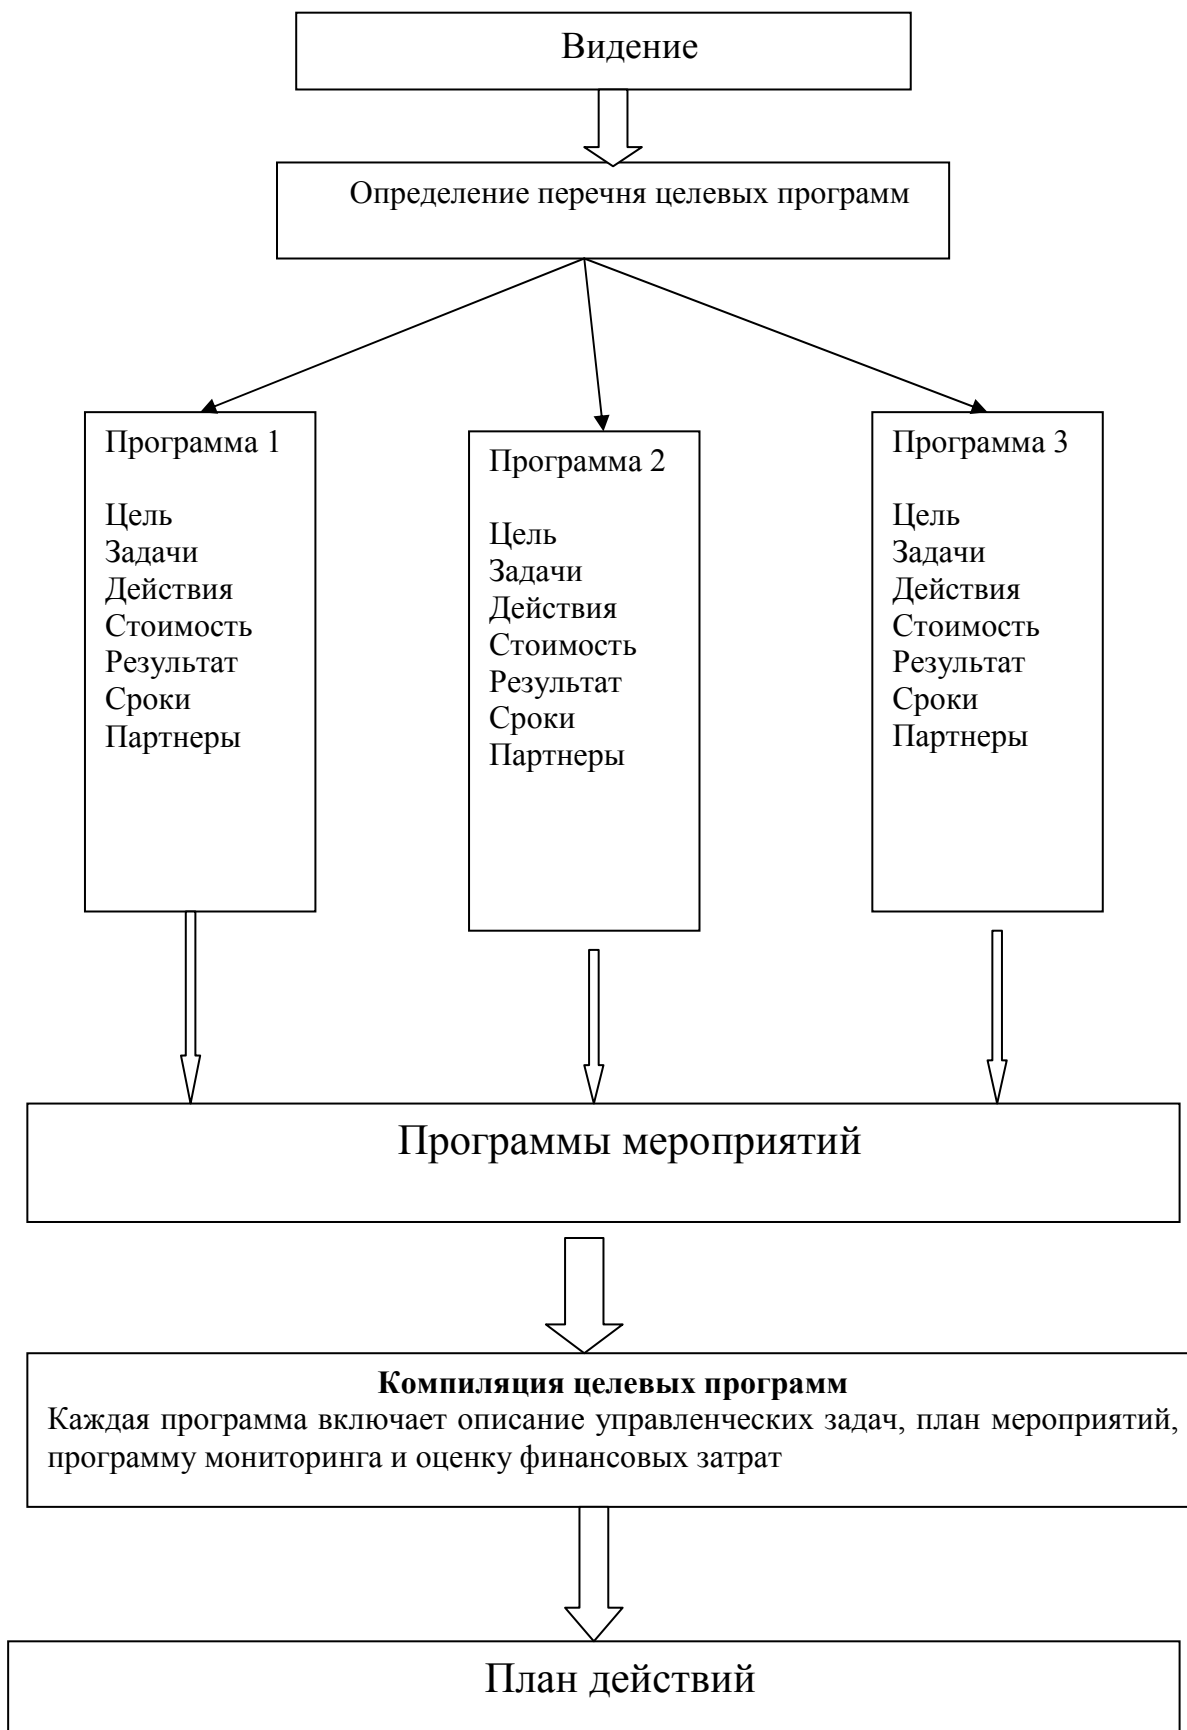 Видение
Определение перечня целевых программ
Программа 1
Цель
Задачи
Действия
Стоимость
Результат
Сроки
Партнеры
Программа 2
Цель
Задачи
Действия
Стоимость
Результат
Сроки
Партнеры
Программа 3
Цель
Задачи
Действия
Стоимость
Результат
Сроки
Партнеры
Программы мероприятий
Компиляция целевых программ
Каждая программа включает описание управленческих задач, план мероприятий,
программу мониторинга и оценку финансовых затрат
План действий